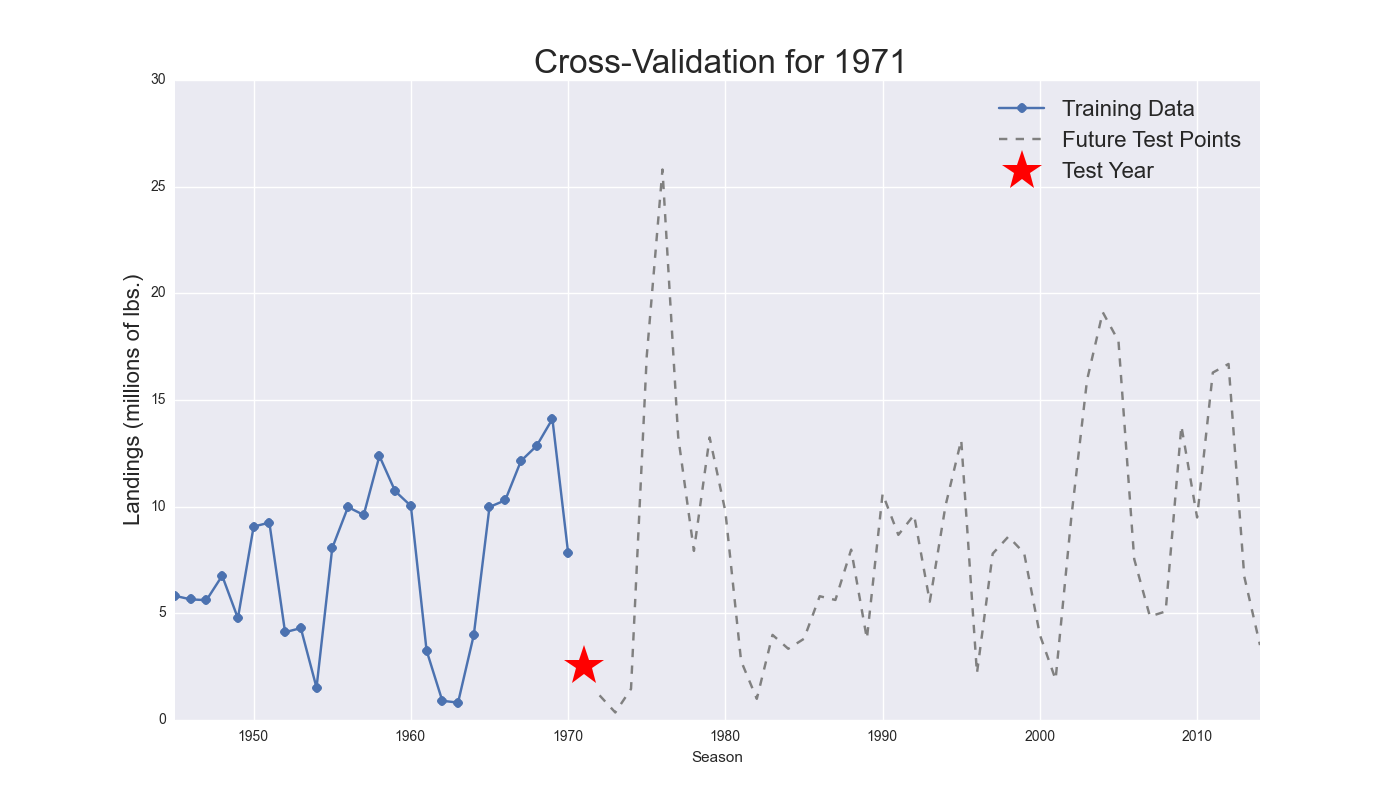 Cross-Validation for 1971
Training Data
Future Test Points
Test Year
Landings (millions of lbs.)
30
25
20
15
10
5
0
1950 1960 1970 1980 1990 2000 2010
Season